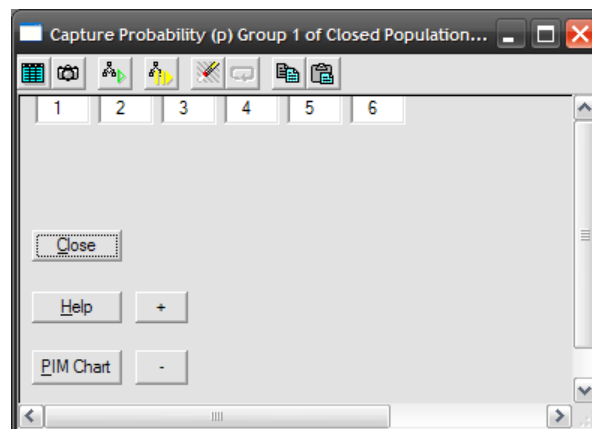 Capture Probability (p) Group 1 of Closed Population...
1 2 3 4 5 6
Close
Help +
PIM Chart -